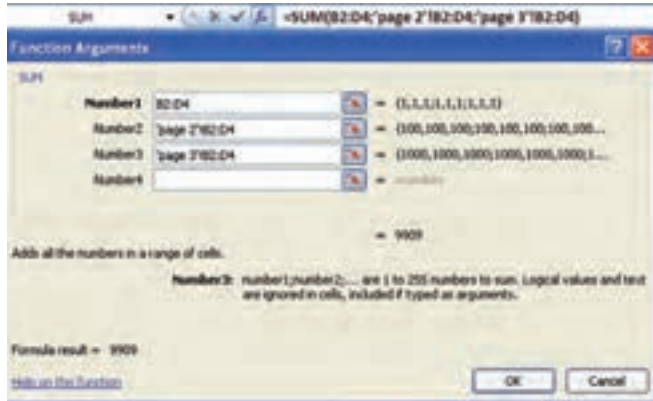 SUM =SUM(B2:D4;'page 2'!B2:D4;'page 3'!B2:D4)
Function Arguments
SUM
Number1 B2:D4 = {1,1,1;1,1,1;1,1,1}
Number2 'page 2'!B2:D4 = {100,100,100;100,100,100;100,100...
Number3 'page 3'!B2:D4 = {1000,1000,1000;1000,1000,1000;1...
Number4 = number
= 9909
Adds all the numbers in a range of cells.
Number3: number1;number2;... are 1 to 255 numbers to sum. Logical values and text
are ignored in cells, included if typed as arguments.
Formula result = 9909
Help on this function OK Cancel